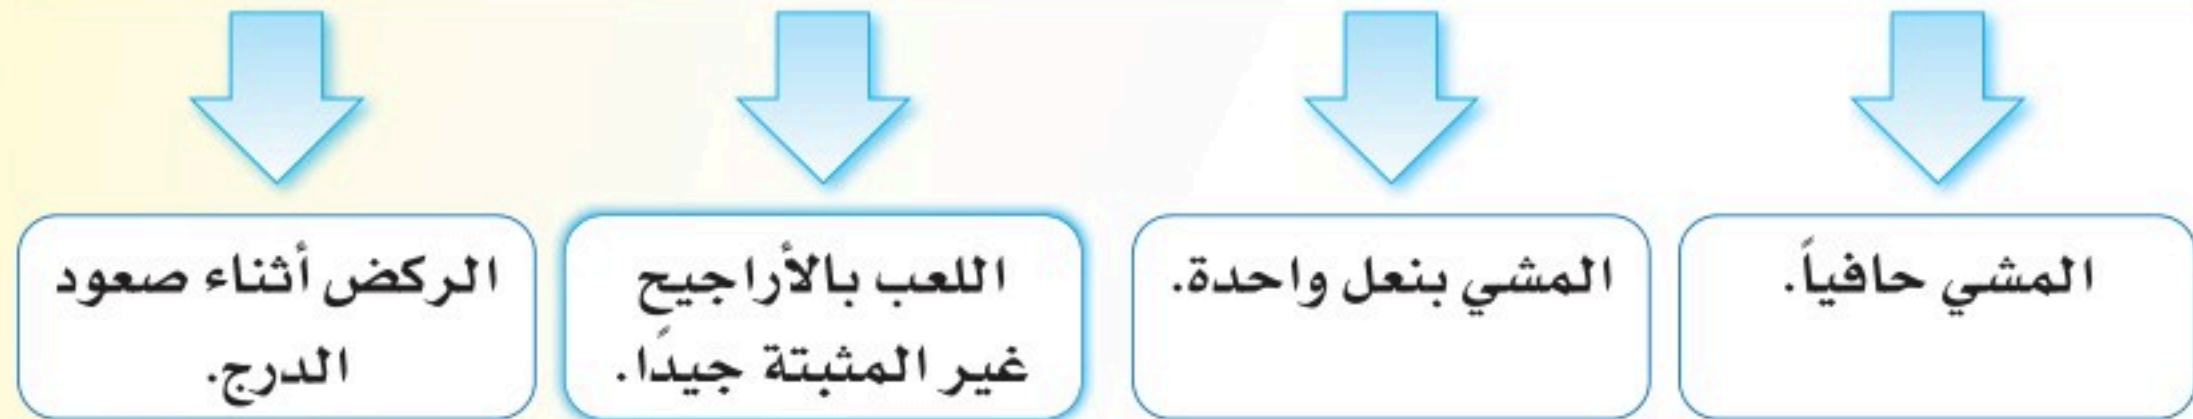 المشي حافياً.
المشي بنعل واحدة.
اللعب بالأراجيح
غير المثبتة جيدًا.
الركض أثناء صعود
الدرج.